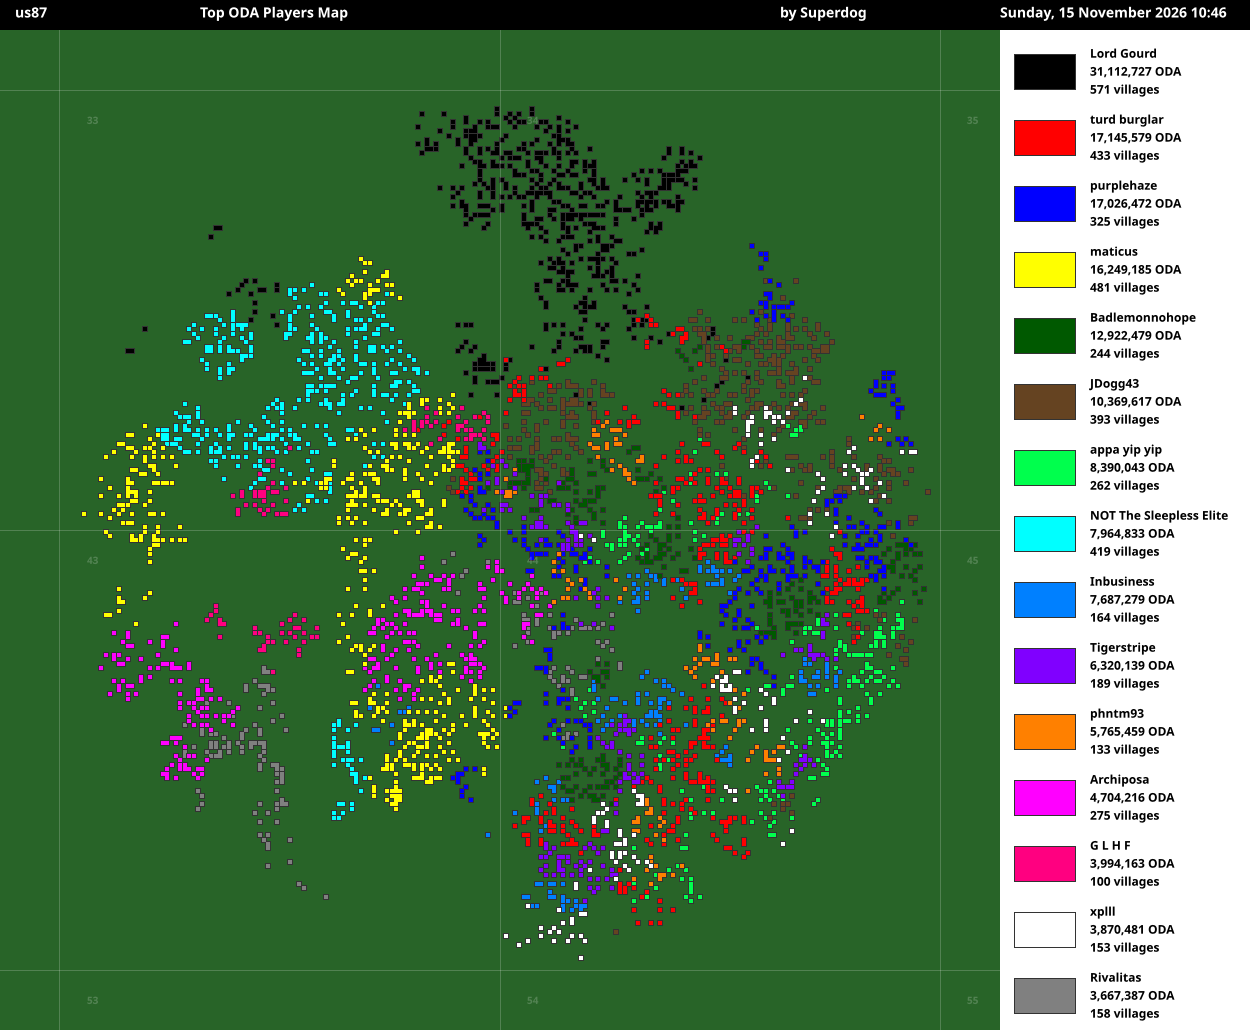 us87 Top ODA Players Map by Superdog Sunday, 15 November 2026 10:46
33 34 35
43 44 45
53 54 55
Lord Gourd
31,112,727 ODA
571 villages
turd burglar
17,145,579 ODA
433 villages
purplehaze
17,026,472 ODA
325 villages
maticus
16,249,185 ODA
481 villages
Badlemonnohope
12,922,479 ODA
244 villages
JDogg43
10,369,617 ODA
393 villages
appa yip yip
8,390,043 ODA
262 villages
NOT The Sleepless Elite
7,964,833 ODA
419 villages
Inbusiness
7,687,279 ODA
164 villages
Tigerstripe
6,320,139 ODA
189 villages
phntm93
5,765,459 ODA
133 villages
Archiposa
4,704,216 ODA
275 villages
G L H F
3,994,163 ODA
100 villages
xplll
3,870,481 ODA
153 villages
Rivalitas
3,667,387 ODA
158 villages